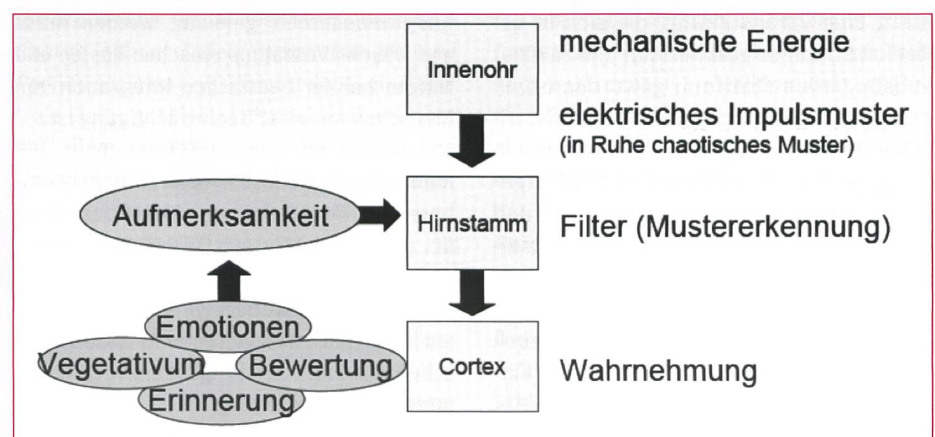 mechanische Energie
Innenohr
elektrisches Impulsmuster
(in Ruhe chaotisches Muster)
Aufmerksamkeit
Hirnstamm
Filter (Mustererkennung)
Emotionen
Vegetativum
Bewertung
Erinnerung
Cortex
Wahrnehmung